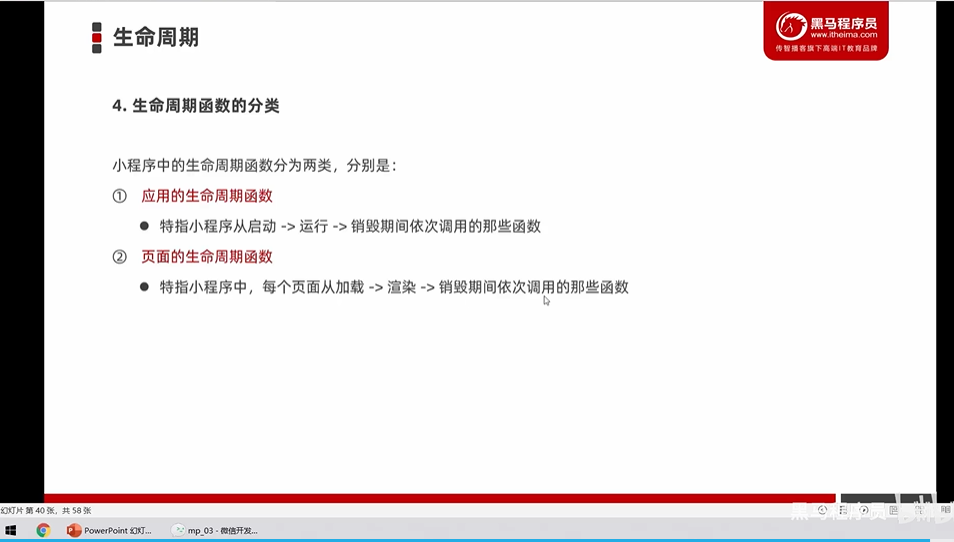 生命周期
黑马程序员
www.itheima.com
传智播客旗下高端IT教育品牌
4. 生命周期函数的分类
小程序中的生命周期函数分为两类，分别是：
① 应用的生命周期函数
● 特指小程序从启动 -> 运行 -> 销毁期间依次调用的那些函数
② 页面的生命周期函数
● 特指小程序中，每个页面从加载 -> 渲染 -> 销毁期间依次调用的那些函数
幻灯片 第 40 张，共 58 张
黑马程序员
PowerPoint 幻灯...
mp_03 - 微信开发...